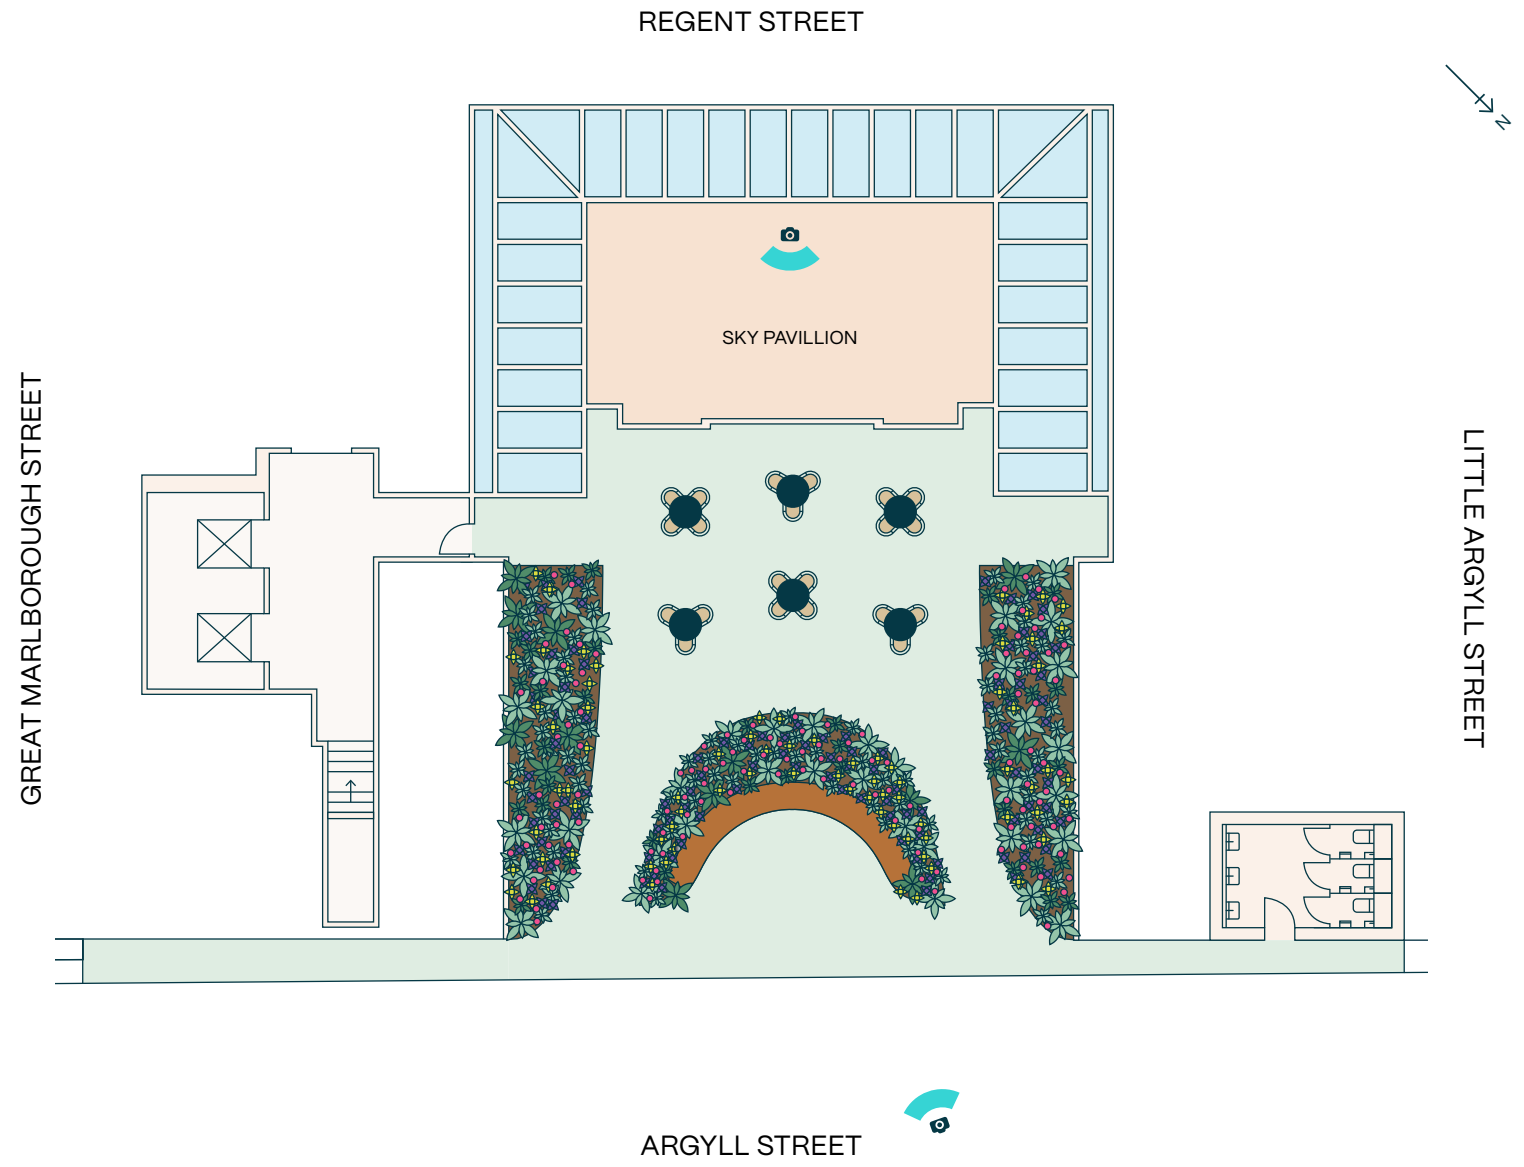 REGENT STREET
N
SKY PAVILLION
GREAT MARLBOROUGH STREET
LITTLE ARGYLL STREET
ARGYLL STREET